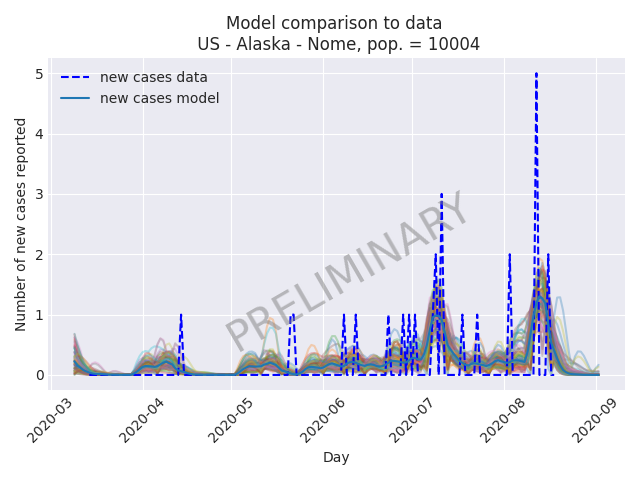 Model comparison to data
US - Alaska - Nome, pop. = 10004
Number of new cases reported
5
4
3
2
1
0
new cases data
new cases model
PRELIMINARY
2020-03
2020-04
2020-05
2020-06
2020-07
2020-08
2020-09
Day